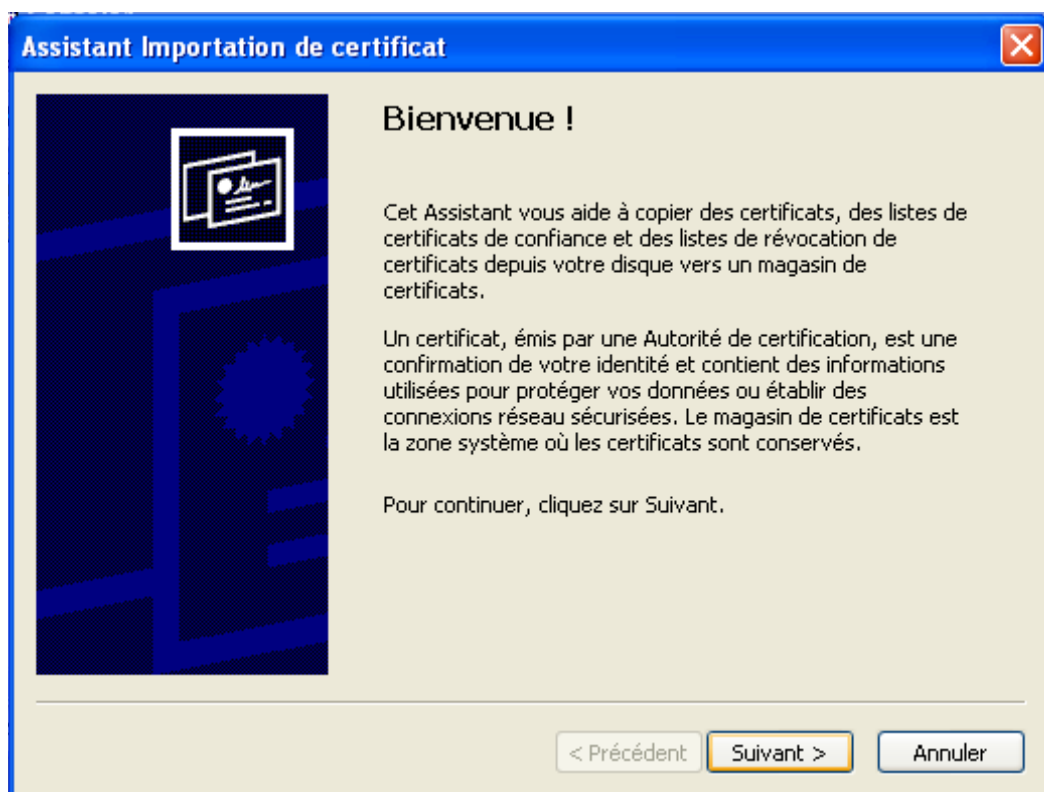 Assistant Importation de certificat
Bienvenue !
Cet Assistant vous aide à copier des certificats, des listes de
certificats de confiance et des listes de révocation de
certificats depuis votre disque vers un magasin de
certificats.
Un certificat, émis par une Autorité de certification, est une
confirmation de votre identité et contient des informations
utilisées pour protéger vos données ou établir des
connexions réseau sécurisées. Le magasin de certificats est
la zone système où les certificats sont conservés.
Pour continuer, cliquez sur Suivant.
< Précédent
Suivant >
Annuler